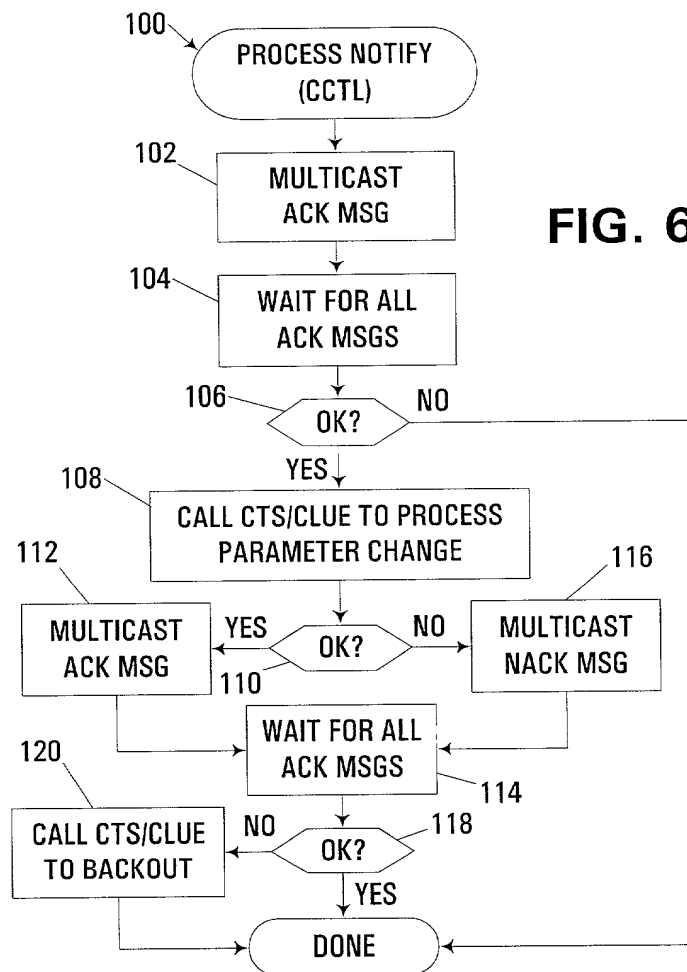 100
PROCESS NOTIFY
(CCTL)
102
MULTICAST
ACK MSG
FIG. 6
104
WAIT FOR ALL
ACK MSGS
106
OK?
NO
YES
108
CALL CTS/CLUE TO PROCESS
PARAMETER CHANGE
112
116
MULTICAST
ACK MSG
YES
OK?
NO
MULTICAST
NACK MSG
110
WAIT FOR ALL
ACK MSGS
114
120
118
CALL CTS/CLUE
TO BACKOUT
NO
OK?
YES
DONE